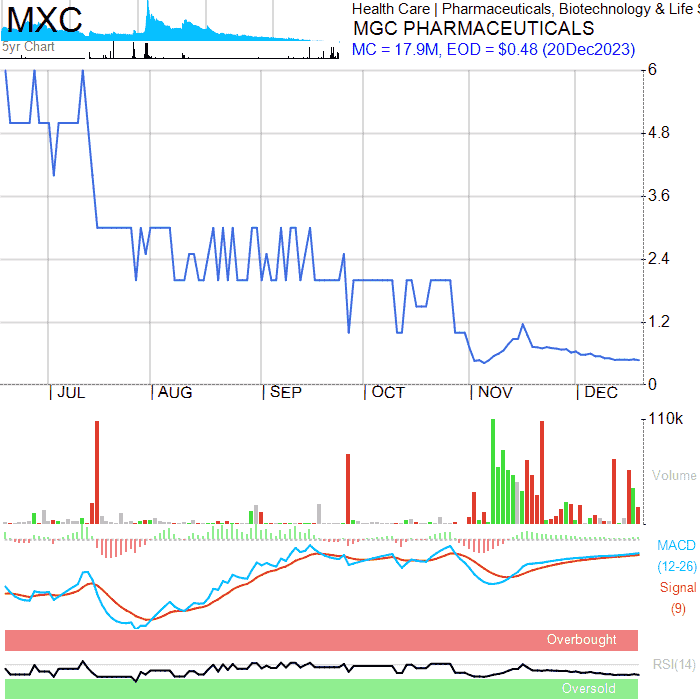 MXC
Health Care | Pharmaceuticals, Biotechnology & Life
MGC PHARMACEUTICALS
5yr Chart
MC = 17.9M, EOD = $0.48 (20Dec2023)
6
4.8
3.6
2.4
1.2
0
JUL AUG SEP OCT NOV DEC
110k
Volume
MACD
(12-26)
Signal
(9)
Overbought
RSI(14)
Oversold